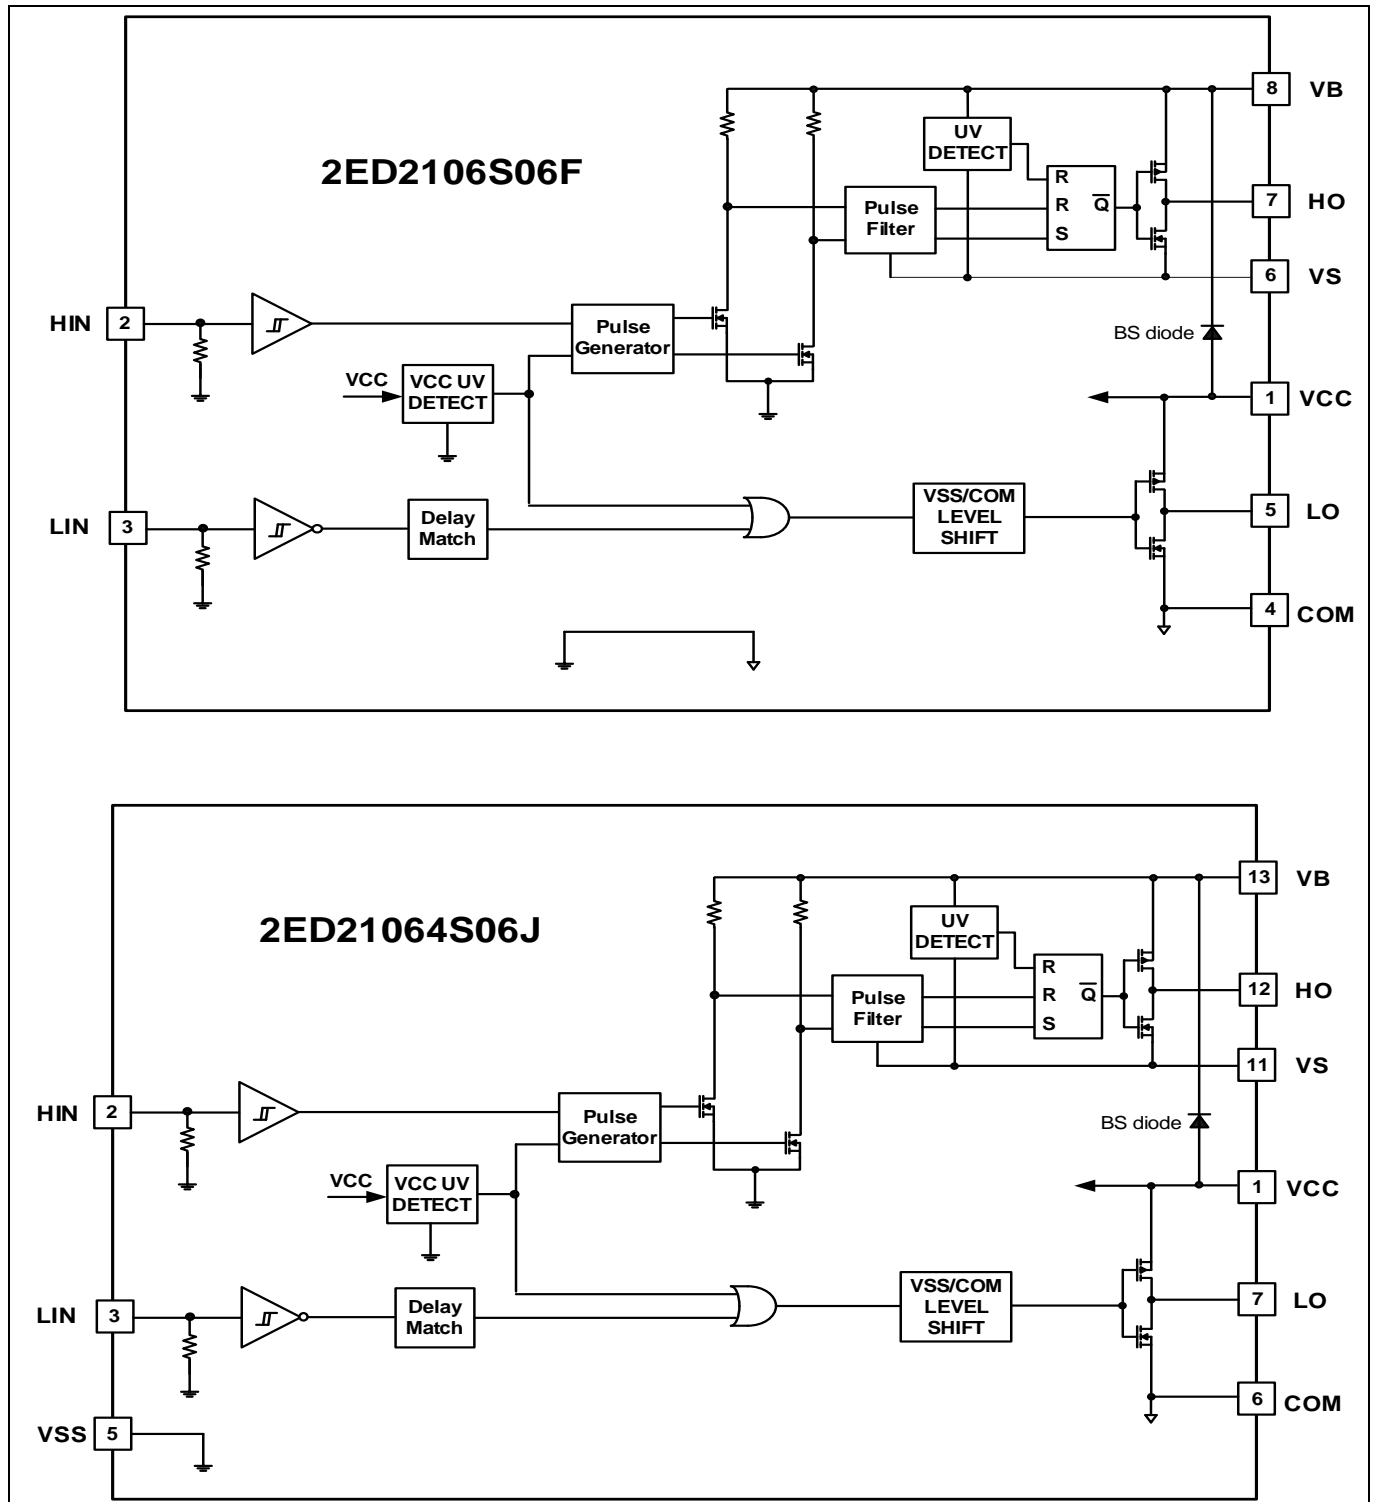 8 VB
UV
DETECT
2ED2106S06F
R
R Q̅
S
Pulse
Filter
7 HO
6 VS
HIN 2
Pulse
Generator
BS diode
VCC
VCC UV
DETECT
1 VCC
LIN 3
Delay
Match
VSS/COM
LEVEL
SHIFT
5 LO
4 COM
13 VB
UV
DETECT
2ED21064S06J
R
R Q̅
S
Pulse
Filter
12 HO
11 VS
HIN 2
Pulse
Generator
BS diode
VCC
VCC UV
DETECT
1 VCC
LIN 3
Delay
Match
VSS/COM
LEVEL
SHIFT
7 LO
6 COM
VSS 5